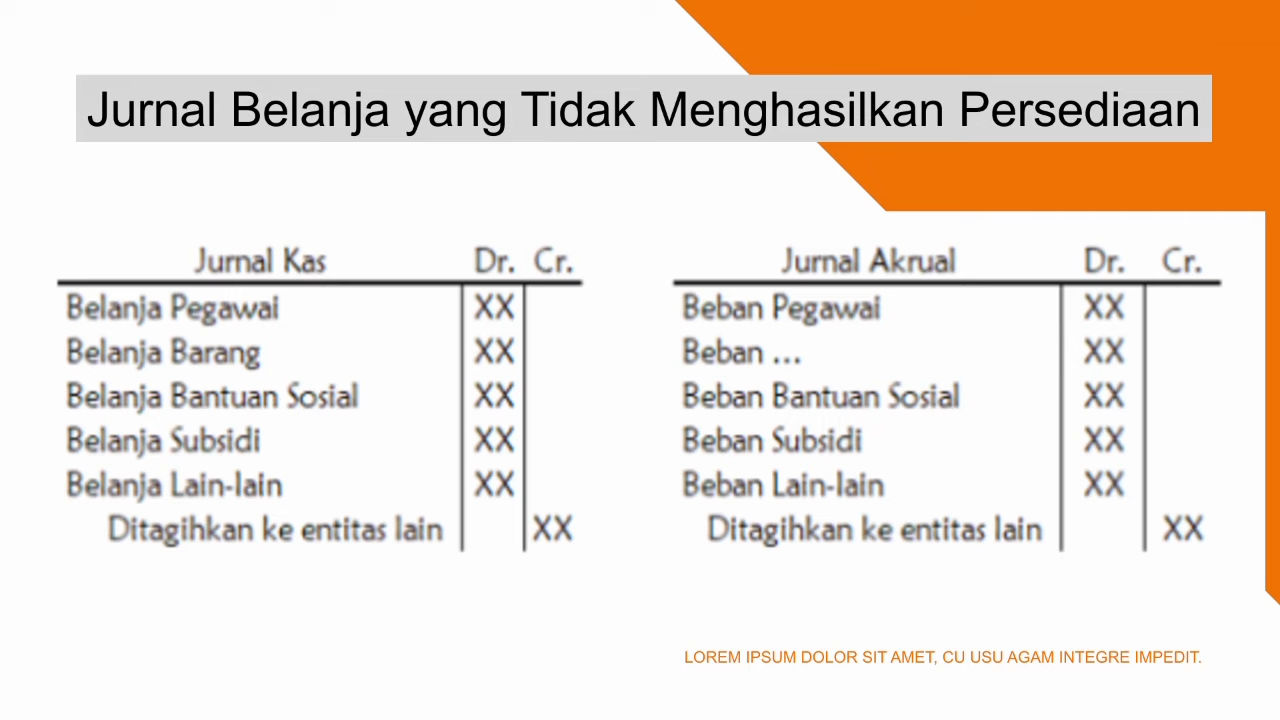 Jurnal Belanja yang Tidak Menghasilkan Persediaan
Jurnal Kas Dr. Cr.
Belanja Pegawai XX
Belanja Barang XX
Belanja Bantuan Sosial XX
Belanja Subsidi XX
Belanja Lain-lain XX
Ditagihkan ke entitas lain XX
Jurnal Akrual Dr. Cr.
Beban Pegawai XX
Beban ... XX
Beban Bantuan Sosial XX
Beban Subsidi XX
Beban Lain-lain XX
Ditagihkan ke entitas lain XX
LOREM IPSUM DOLOR SIT AMET, CU USU AGAM INTEGRE IMPEDIT.